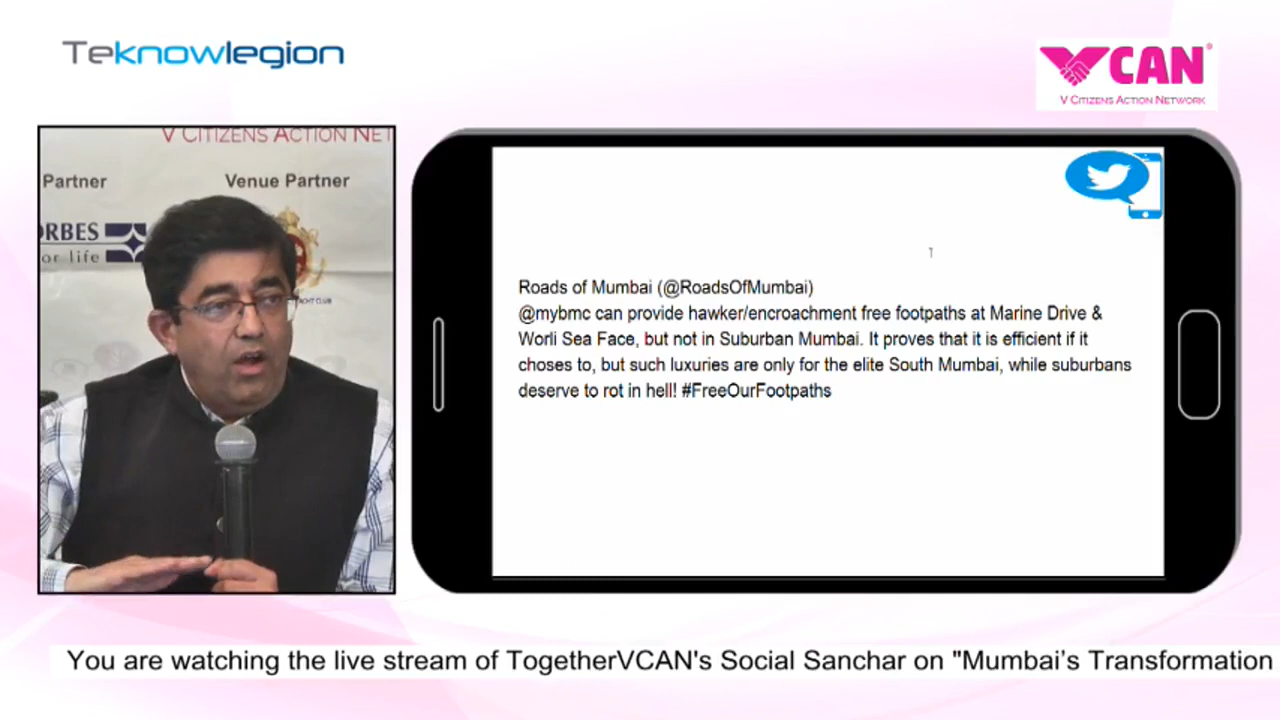 Teknowlegion
VCAN
V CITIZENS ACTION NETWORK
V CITIZENS ACTION NET
Partner
Venue Partner
ORBES
or life
YACHT CLUB
Roads of Mumbai (@RoadsOfMumbai)
@mybmc can provide hawker/encroachment free footpaths at Marine Drive &
Worli Sea Face, but not in Suburban Mumbai. It proves that it is efficient if it
choses to, but such luxuries are only for the elite South Mumbai, while suburbans
deserve to rot in hell! #FreeOurFootpaths
You are watching the live stream of TogetherVCAN's Social Sanchar on "Mumbai’s Transformation